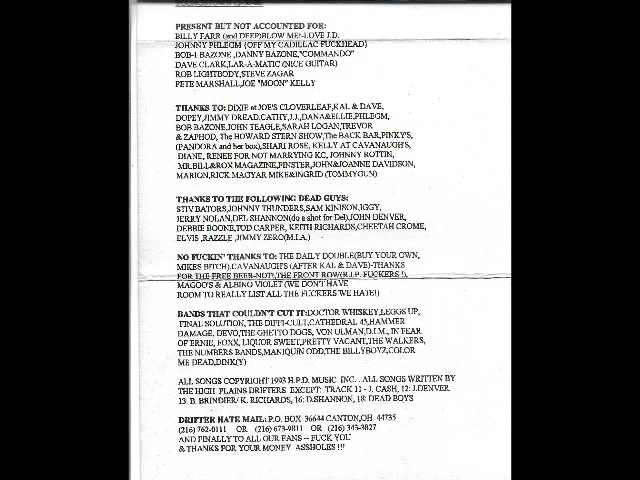 PRESENT BUT NOT ACCOUNTED FOR:
BILLY FARR (and DEEP)BLOW ME!-LOVE J.D.
JOHNNY PHLEGM {OFF MY CADILLAC FUCKHEAD}
BOB-1 BAZONE ,DANNY BAZONE,"COMMANDO"
DAVE CLARK,LAR-A-MATIC (NICE GUITAR)
ROB LIGHTBODY,STEVE ZAGAR
PETE MARSHALL,JOE "MOON" KELLY
THANKS TO: DIXIE at JOE'S CLOVERLEAF,KAL & DAVE,
DOPEY,JIMMY DREAD,CATHY,J.J.,DANA&ELLIE,PHLEGM,
BOB BAZONE,JOHN TEAGLE,SARAH LOGAN,TREVOR
& ZAPHOD, The HOWARD STERN SHOW,The BACK BAR,PINKY'S,
(PANDORA and her box),SHARI ROSE, KELLY AT CAVANAUGH'S,
DIANE, RENEE FOR NOT MARRYING KC, JOHNNY ROTTIN,
MR.BILL&ROX MAGAZINE,FINSTER,JOHN&JOANNE DAVIDSON,
MARION,RICK MAGYAR MIKE&INGRID (TOMMYGUN)
THANKS TO THE FOLLOWING DEAD GUYS:
STIV BATORS,JOHNNY THUNDERS,SAM KINISON,IGGY,
JERRY NOLAN,DEL SHANNON(do a shot for Del),JOHN DENVER,
DEBBIE BOONE,TOD CARPER, KEITH RICHARDS,CHEETAH CROME,
ELVIS ,RAZZLE ,JIMMY ZERO(M.I.A.)
NO FUCKIN' THANKS TO: THE DAILY DOUBLE(BUY YOUR OWN,
MIKES BITCH),CAVANAUGH'S (AFTER KAL & DAVE)-THANKS
FOR THE FREE BEER-NOT!,THE FRONT ROW(R.I.P. FUCKERS !),
MAGOO'S & ALBINO VIOLET (WE DON'T HAVE
ROOM TO REALLY LIST ALL THE FUCKERS WE HATE!)
BANDS THAT COULDN'T CUT IT:DOCTOR WHISKEY,LEGGS UP,
FINAL SOLUTION,THE DIFFI-CULT,CATHEDRAL 45,HAMMER
DAMAGE, DEVO,THE GHETTO DOGS, VON ULMAN,D.I.M., IN FEAR
OF ERNIE, FOXX, LIQUOR SWEET,PRETTY VACANT,THE WALKERS,
THE NUMBERS BANDS,MANIQUIN ODD,THE BILLYBOYZ,COLOR
ME DEAD,DINK(Y)
ALL SONGS COPYRIGHT 1993 H.P.D. MUSIC INC. . ALL SONGS WRITTEN BY
THE HIGH PLAINS DRIFTERS EXCEPT: TRACK 11 - J. CASH, 12: J.DENVER
13: B. BRINDIER/ K. RICHARDS, 16: D.SHANNON, 18: DEAD BOYS
DRIFTER HATE MAIL: P.O. BOX 36644 CANTON,OH 44735
(216) 762-0111 OR (216) 673-9811 OR (216) 343-3827
AND FINALLY TO ALL OUR FANS -- FUCK YOU
& THANKS FOR YOUR MONEY ASSHOLES !!!